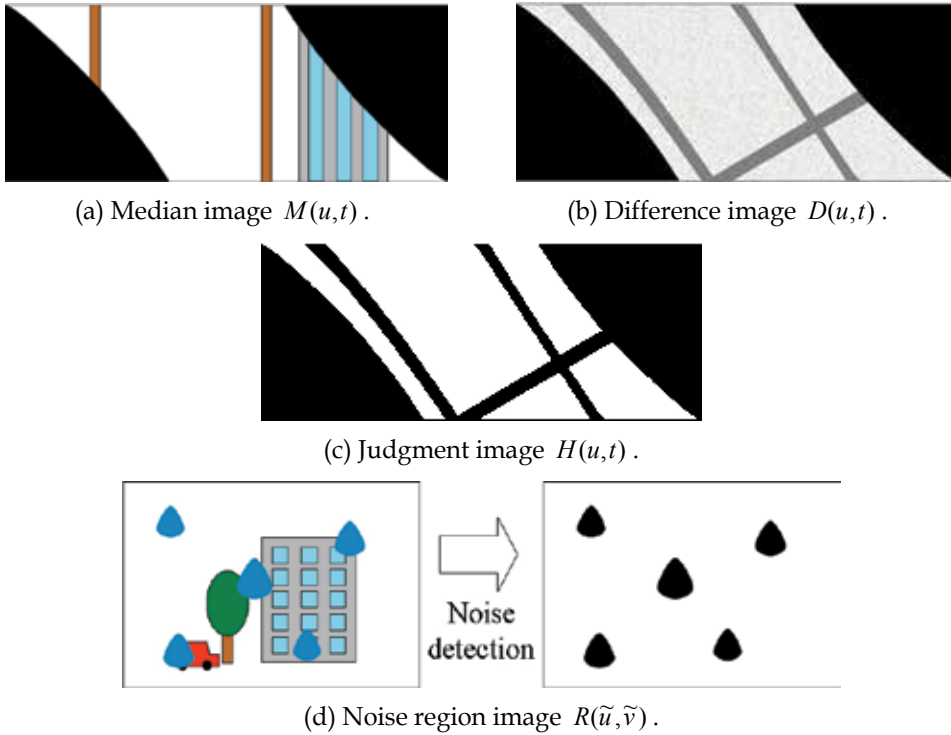 (a) Median image M(u,t) .
(b) Difference image D(u,t) .
(c) Judgment image H(u,t) .
Noise
detection
(d) Noise region image R(ũ,ṽ) .